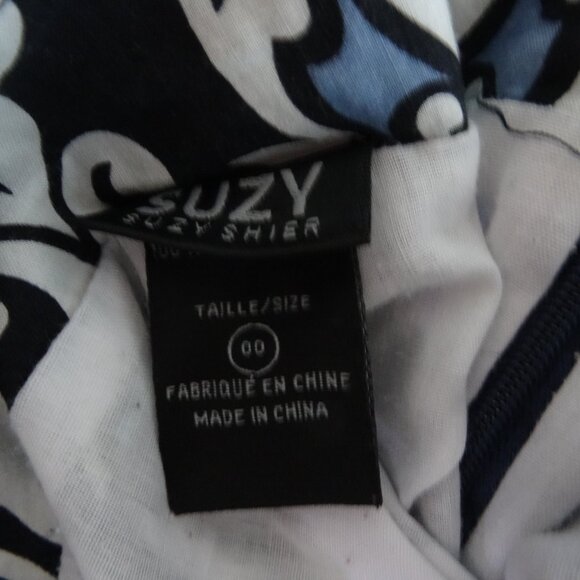 SUZY
SUZY SHIER
TAILLE/SIZE
00
FABRIQUÉ EN CHINE
MADE IN CHINA